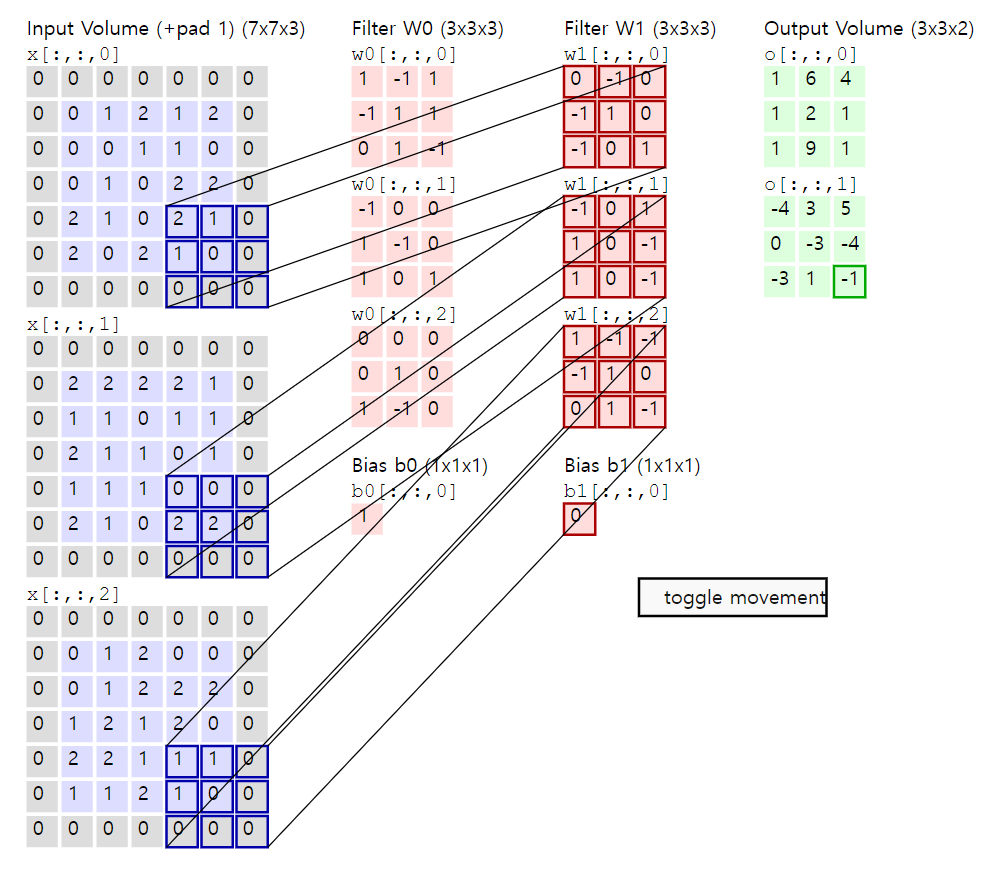 Input Volume (+pad 1) (7x7x3)
x[:,:,0]
0 0 0 0 0 0 0
0 0 1 2 1 2 0
0 0 0 1 1 0 0
0 0 1 0 2 2 0
0 2 1 0 2 1 0
0 2 0 2 1 0 0
0 0 0 0 0 0 0
x[:,:,1]
0 0 0 0 0 0 0
0 2 2 2 2 1 0
0 1 1 0 1 1 0
0 2 1 1 0 1 0
0 1 1 1 0 0 0
0 2 1 0 2 2 0
0 0 0 0 0 0 0
x[:,:,2]
0 0 0 0 0 0 0
0 0 1 2 0 0 0
0 0 1 2 2 2 0
0 1 2 1 2 0 0
0 2 2 1 1 1 0
0 1 1 2 1 0 0
0 0 0 0 0 0 0
Filter W0 (3x3x3)
w0[:,:,0]
1 -1 1
-1 1 1
0 1 -1
w0[:,:,1]
-1 0 0
1 -1 0
1 0 1
w0[:,:,2]
0 0 0
0 1 0
1 -1 0
Bias b0 (1x1x1)
b0[:,:,0]
1
Filter W1 (3x3x3)
w1[:,:,0]
0 -1 0
-1 1 0
-1 0 1
w1[:,:,1]
-1 0 1
1 0 -1
1 0 -1
w1[:,:,2]
1 -1 -1
-1 1 0
0 1 -1
Bias b1 (1x1x1)
b1[:,:,0]
0
Output Volume (3x3x2)
o[:,:,0]
1 6 4
1 2 1
1 9 1
o[:,:,1]
-4 3 5
0 -3 -4
-3 1 -1
toggle movement